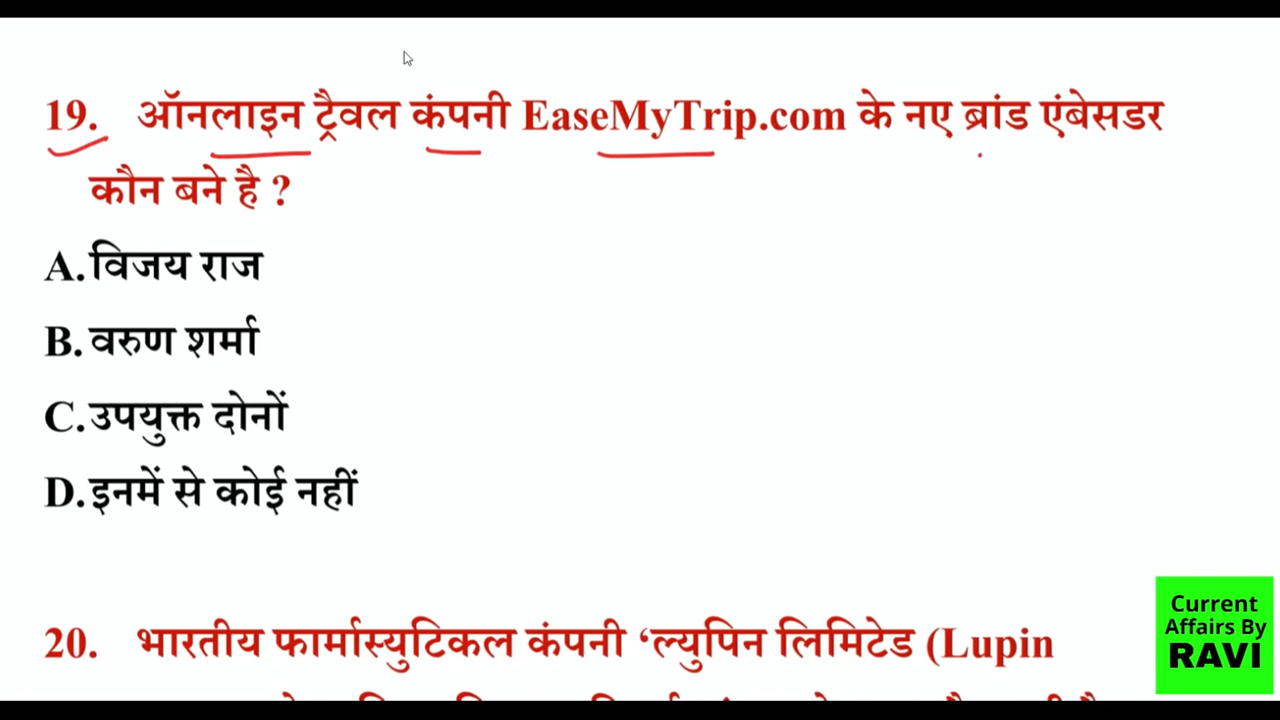 19. ऑनलाइन ट्रैवल कंपनी EaseMyTrip.com के नए ब्रांड एंबेसडर
कौन बने है ?
A. विजय राज
B. वरुण शर्मा
C. उपयुक्त दोनों
D. इनमें से कोई नहीं
20. भारतीय फार्मास्युटिकल कंपनी ‘ल्युपिन लिमिटेड (Lupin
Current
Affairs By
RAVI